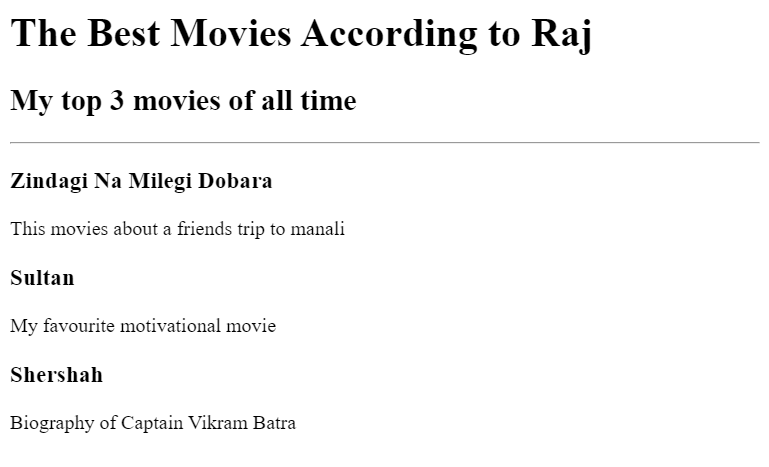 The Best Movies According to Raj
My top 3 movies of all time
Zindagi Na Milegi Dobara
This movies about a friends trip to manali
Sultan
My favourite motivational movie
Shershah
Biography of Captain Vikram Batra